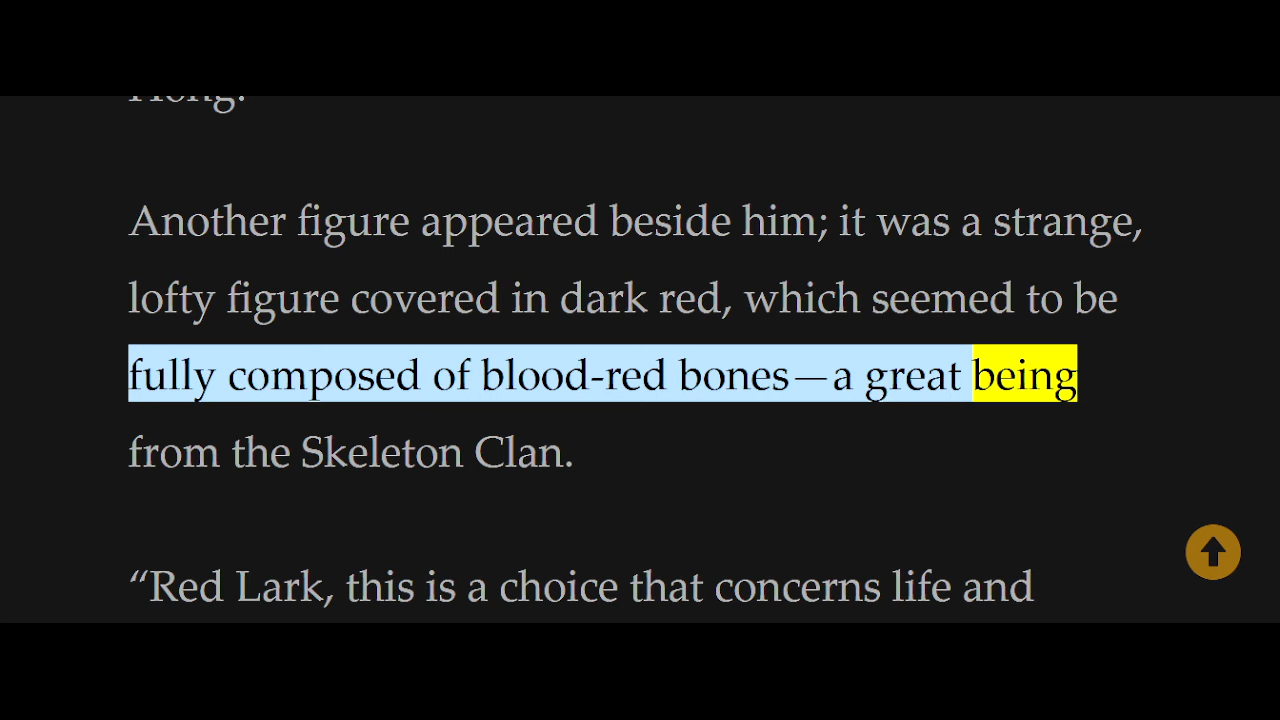 Hong.
Another figure appeared beside him; it was a strange,
lofty figure covered in dark red, which seemed to be
fully composed of blood-red bones—a great being
from the Skeleton Clan.
“Red Lark, this is a choice that concerns life and